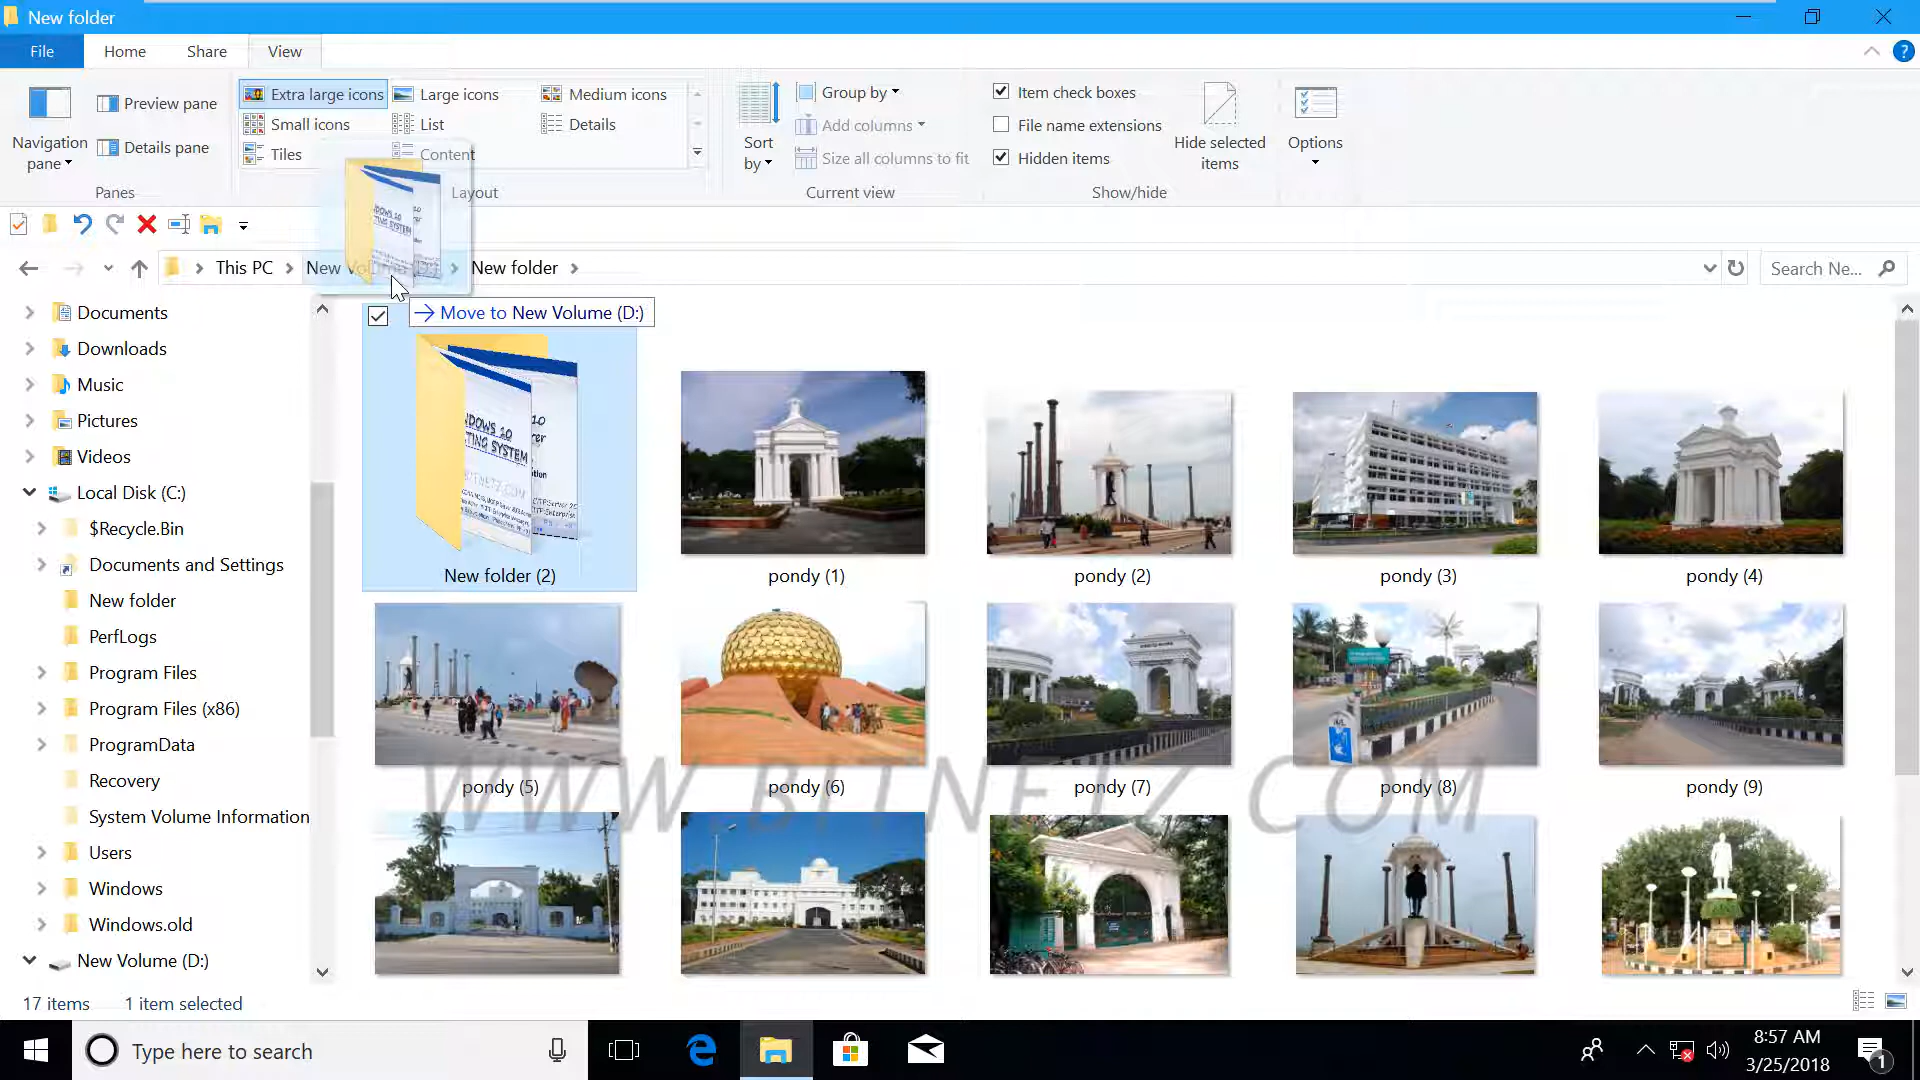 New folder
File
Home
Share
View
Navigation pane
Preview pane
Details pane
Panes
Extra large icons
Large icons
Medium icons
Small icons
List
Details
Tiles
Content
Layout
Sort by
Group by
Add columns
Size all columns to fit
Current view
Item check boxes
File name extensions
Hidden items
Hide selected items
Show/hide
Options
This PC
New Volume (D:)
New folder
Search Ne...
Move to New Volume (D:)
Documents
Downloads
Music
Pictures
Videos
Local Disk (C:)
$Recycle.Bin
Documents and Settings
New folder
PerfLogs
Program Files
Program Files (x86)
ProgramData
Recovery
System Volume Information
Users
Windows
Windows.old
New Volume (D:)
New folder (2)
pondy (1)
pondy (2)
pondy (3)
pondy (4)
pondy (5)
pondy (6)
pondy (7)
pondy (8)
pondy (9)
WWW.BITNETZ.COM
17 items
1 item selected
Type here to search
8:57 AM
3/25/2018
1